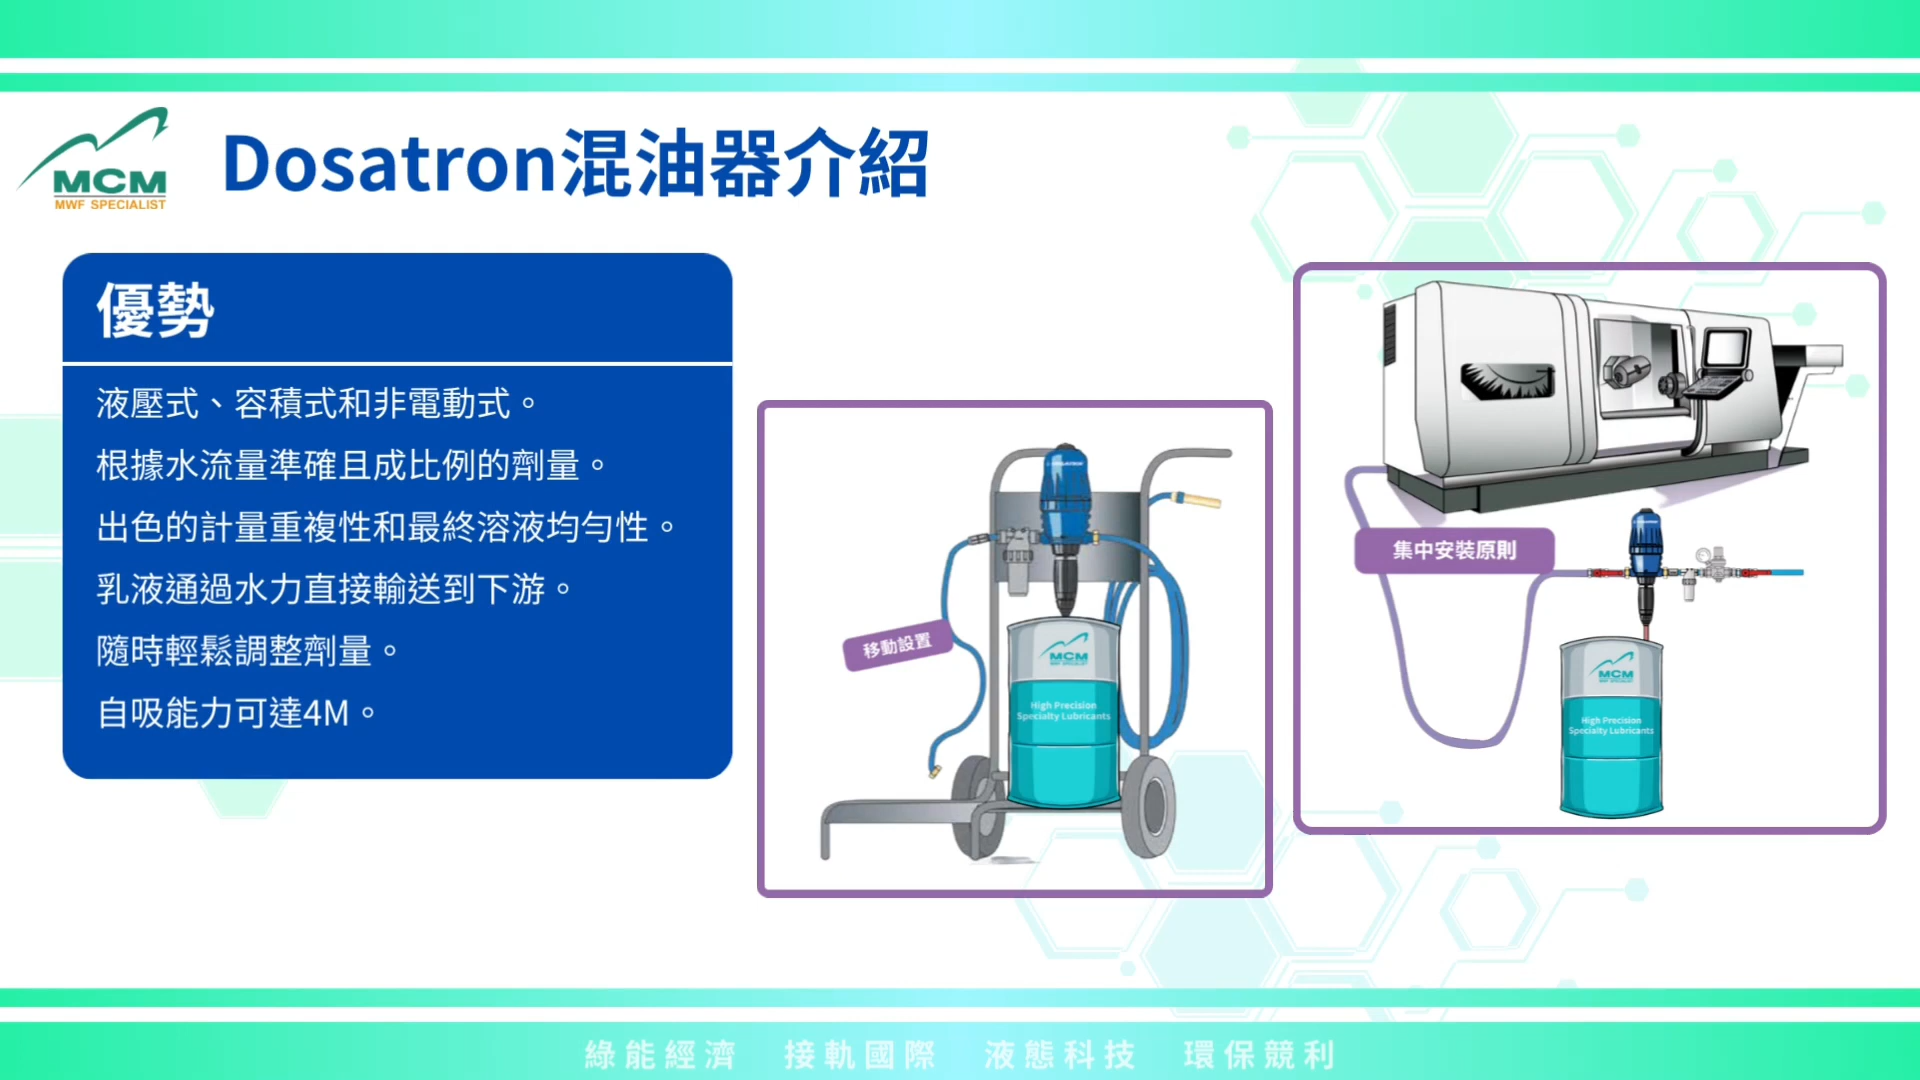 MCM
MWF SPECIALIST
Dosatron混油器介紹
優勢
液壓式、容積式和非電動式。
根據水流量準確且成比例的劑量。
出色的計量重複性和最終溶液均勻性。
乳液通過水力直接輸送到下游。
隨時輕鬆調整劑量。
自吸能力可達4M。
移動設置
MCM
High Precision
Specialty Lubricants
集中安裝原則
MCM
High Precision
Specialty Lubricants
綠能經濟 接軌國際 液態科技 環保競利